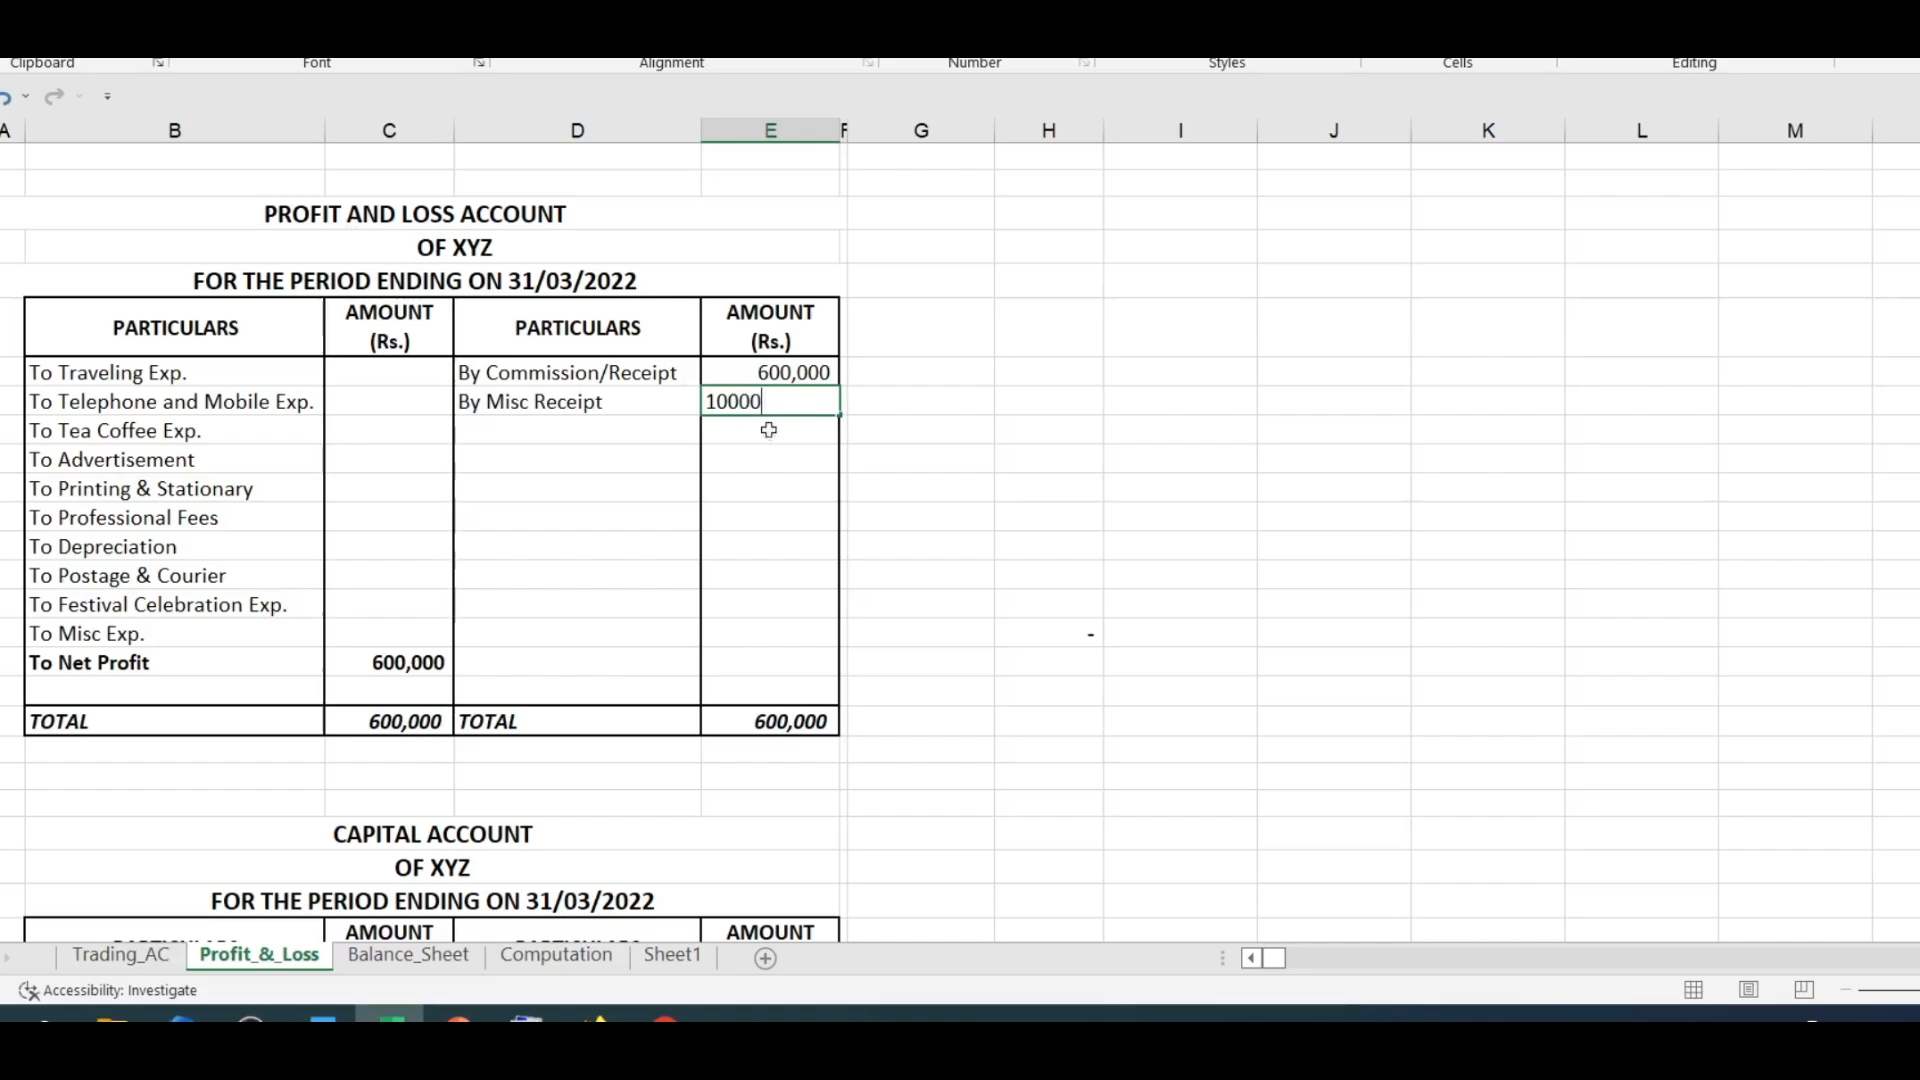 Clipboard Font Alignment Number Styles Cells Editing
A B C D E F G H I J K L M
PROFIT AND LOSS ACCOUNT
OF XYZ
FOR THE PERIOD ENDING ON 31/03/2022
PARTICULARS AMOUNT (Rs.) PARTICULARS AMOUNT (Rs.)
To Traveling Exp. By Commission/Receipt 600,000
To Telephone and Mobile Exp. By Misc Receipt 10000
To Tea Coffee Exp.
To Advertisement
To Printing & Stationary
To Professional Fees
To Depreciation
To Postage & Courier
To Festival Celebration Exp.
To Misc Exp. -
To Net Profit 600,000
TOTAL 600,000 TOTAL 600,000
CAPITAL ACCOUNT
OF XYZ
FOR THE PERIOD ENDING ON 31/03/2022
AMOUNT AMOUNT
Trading_AC Profit_&_Loss Balance_Sheet Computation Sheet1
Accessibility: Investigate